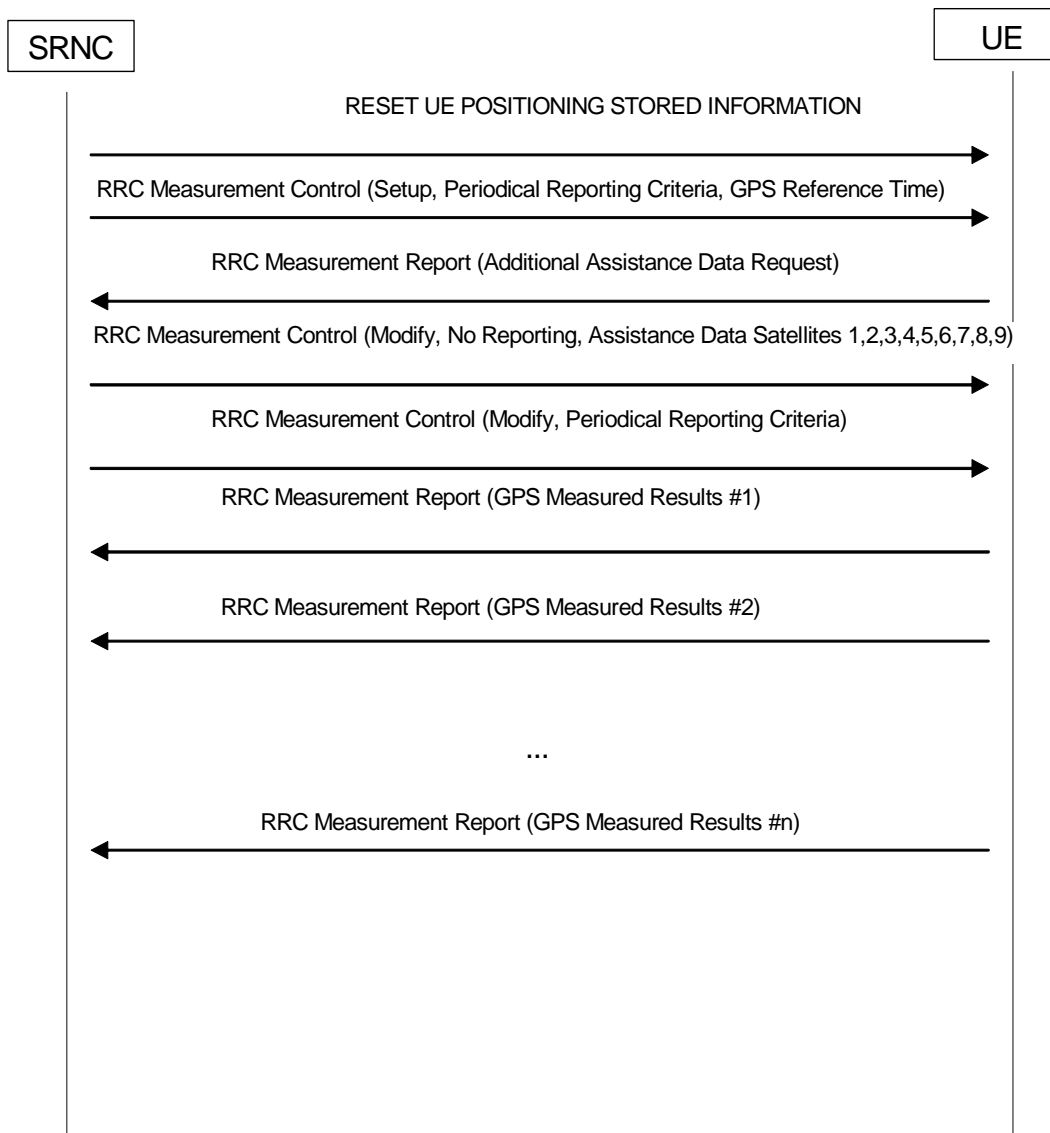 SRNC
UE
RESET UE POSITIONING STORED INFORMATION
RRC Measurement Control (Setup, Periodical Reporting Criteria, GPS Reference Time)
RRC Measurement Report (Additional Assistance Data Request)
RRC Measurement Control (Modify, No Reporting, Assistance Data Satellites 1,2,3,4,5,6,7,8,9)
RRC Measurement Control (Modify, Periodical Reporting Criteria)
RRC Measurement Report (GPS Measured Results #1)
RRC Measurement Report (GPS Measured Results #2)
...
RRC Measurement Report (GPS Measured Results #n)